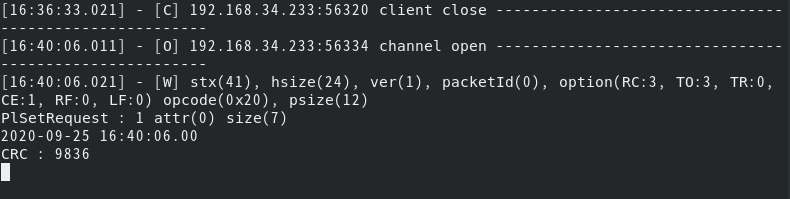 [16:36:33.021] - [C] 192.168.34.233:56320 client close --------------------------------
-----------------------
[16:40:06.011] - [O] 192.168.34.233:56334 channel open --------------------------------
-----------------------
[16:40:06.021] - [W] stx(41), hsize(24), ver(1), packetId(0), option(RC:3, TO:3, TR:0,
CE:1, RF:0, LF:0) opcode(0x20), psize(12)
PlSetRequest : 1 attr(0) size(7)
2020-09-25 16:40:06.00
CRC : 9836